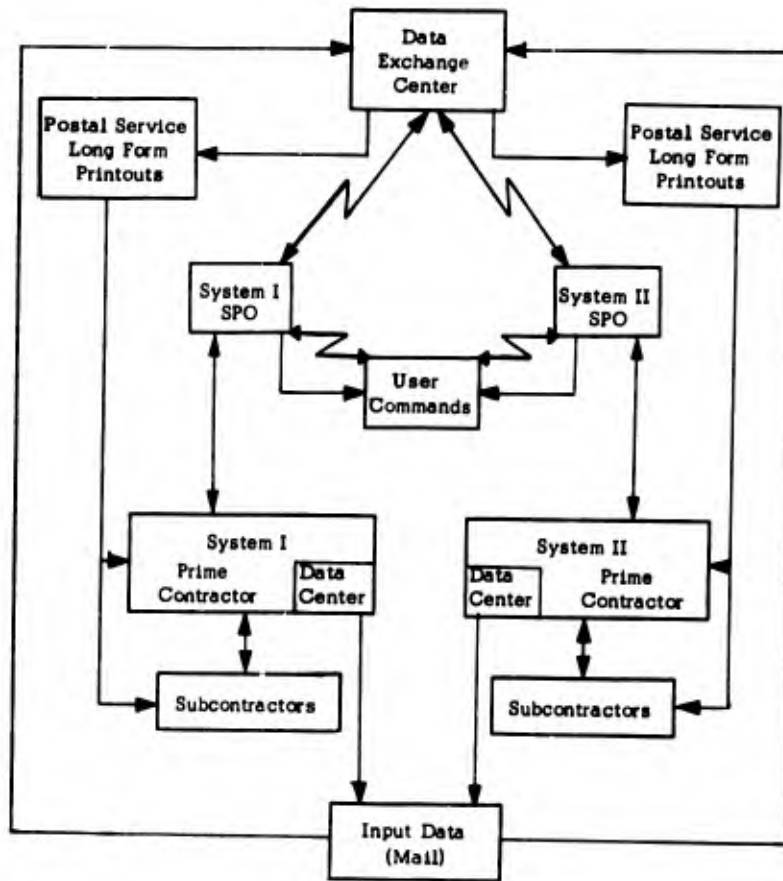 Data
Exchange
Center
Postal Service
Long Form
Printouts
Postal Service
Long Form
Printouts
System I
SPO
System II
SPO
User
Commands
System I
Prime
Contractor
Data
Center
System II
Data
Center
Prime
Contractor
Subcontractors
Subcontractors
Input Data
(Mail)